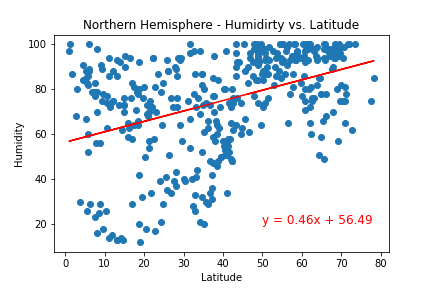 Northern Hemisphere - Humidirty vs. Latitude
100
80
60
40
20
Humidity
y = 0.46x + 56.49
0 10 20 30 40 50 60 70 80
Latitude